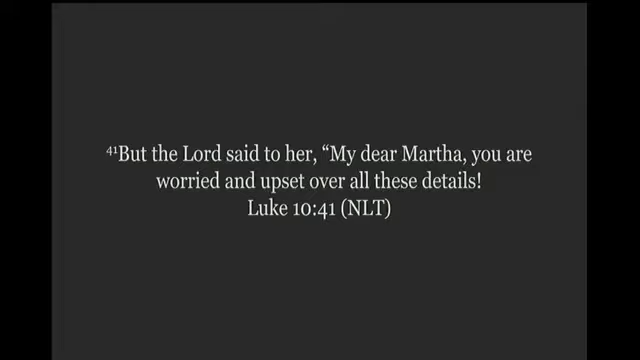 ⁴¹But the Lord said to her, “My dear Martha, you are
worried and upset over all these details!
Luke 10:41 (NLT)